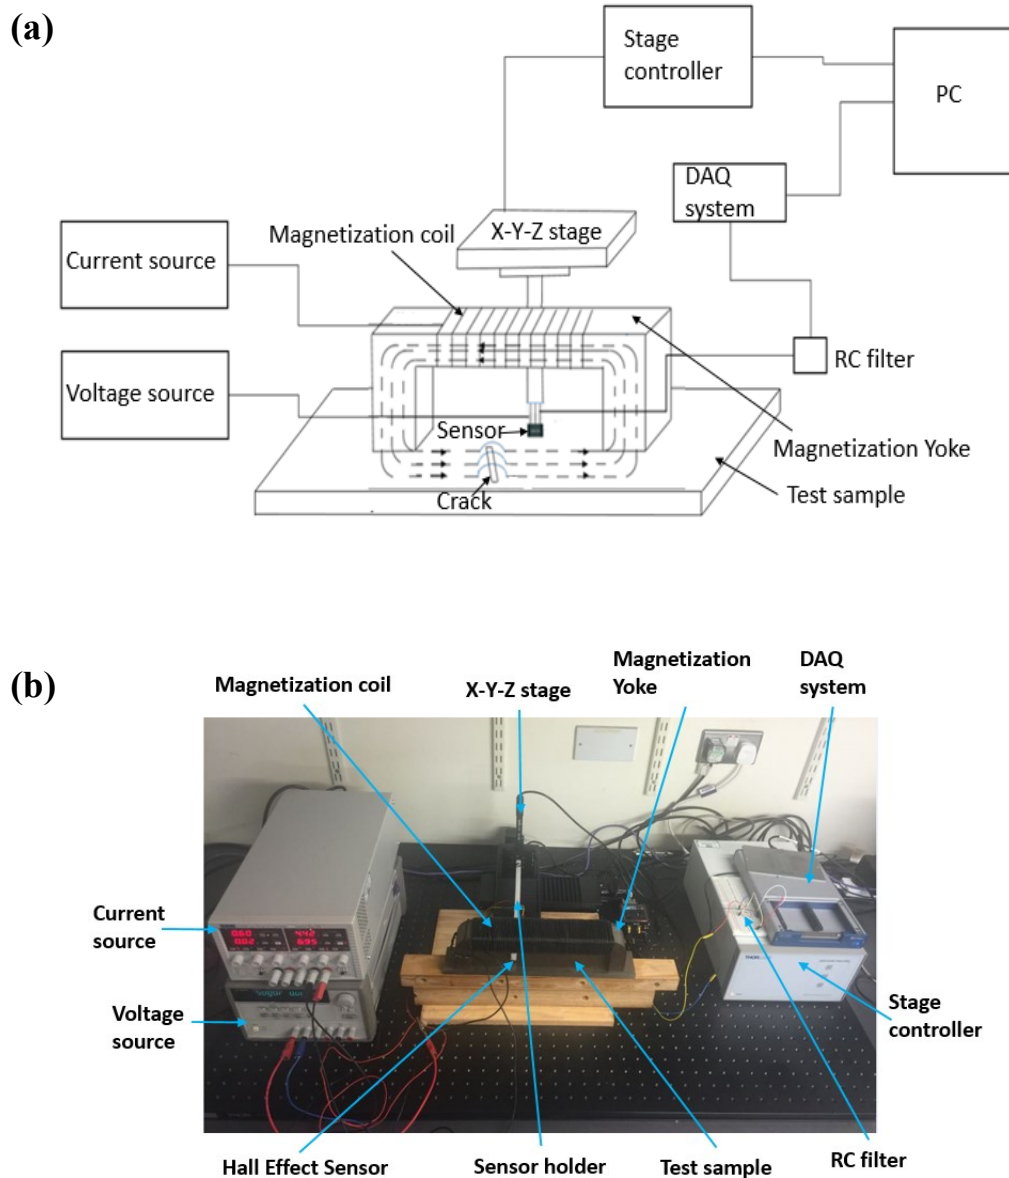 (a)
Stage
controller
PC
DAQ
system
Magnetization coil
X-Y-Z stage
Current source
Voltage source
RC filter
Sensor
Magnetization Yoke
Test sample
Crack
(b)
Magnetization coil
X-Y-Z stage
Magnetization
Yoke
DAQ
system
Current
source
Voltage
source
Stage
controller
Hall Effect Sensor
Sensor holder
Test sample
RC filter